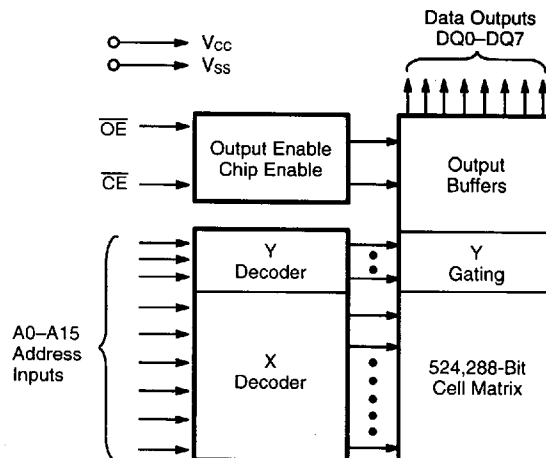 Data Outputs
DQ0–DQ7
VCC
VSS
OE
CE
Output Enable
Chip Enable
Output
Buffers
Y
Decoder
Y
Gating
A0–A15
Address
Inputs
X
Decoder
524,288-Bit
Cell Matrix